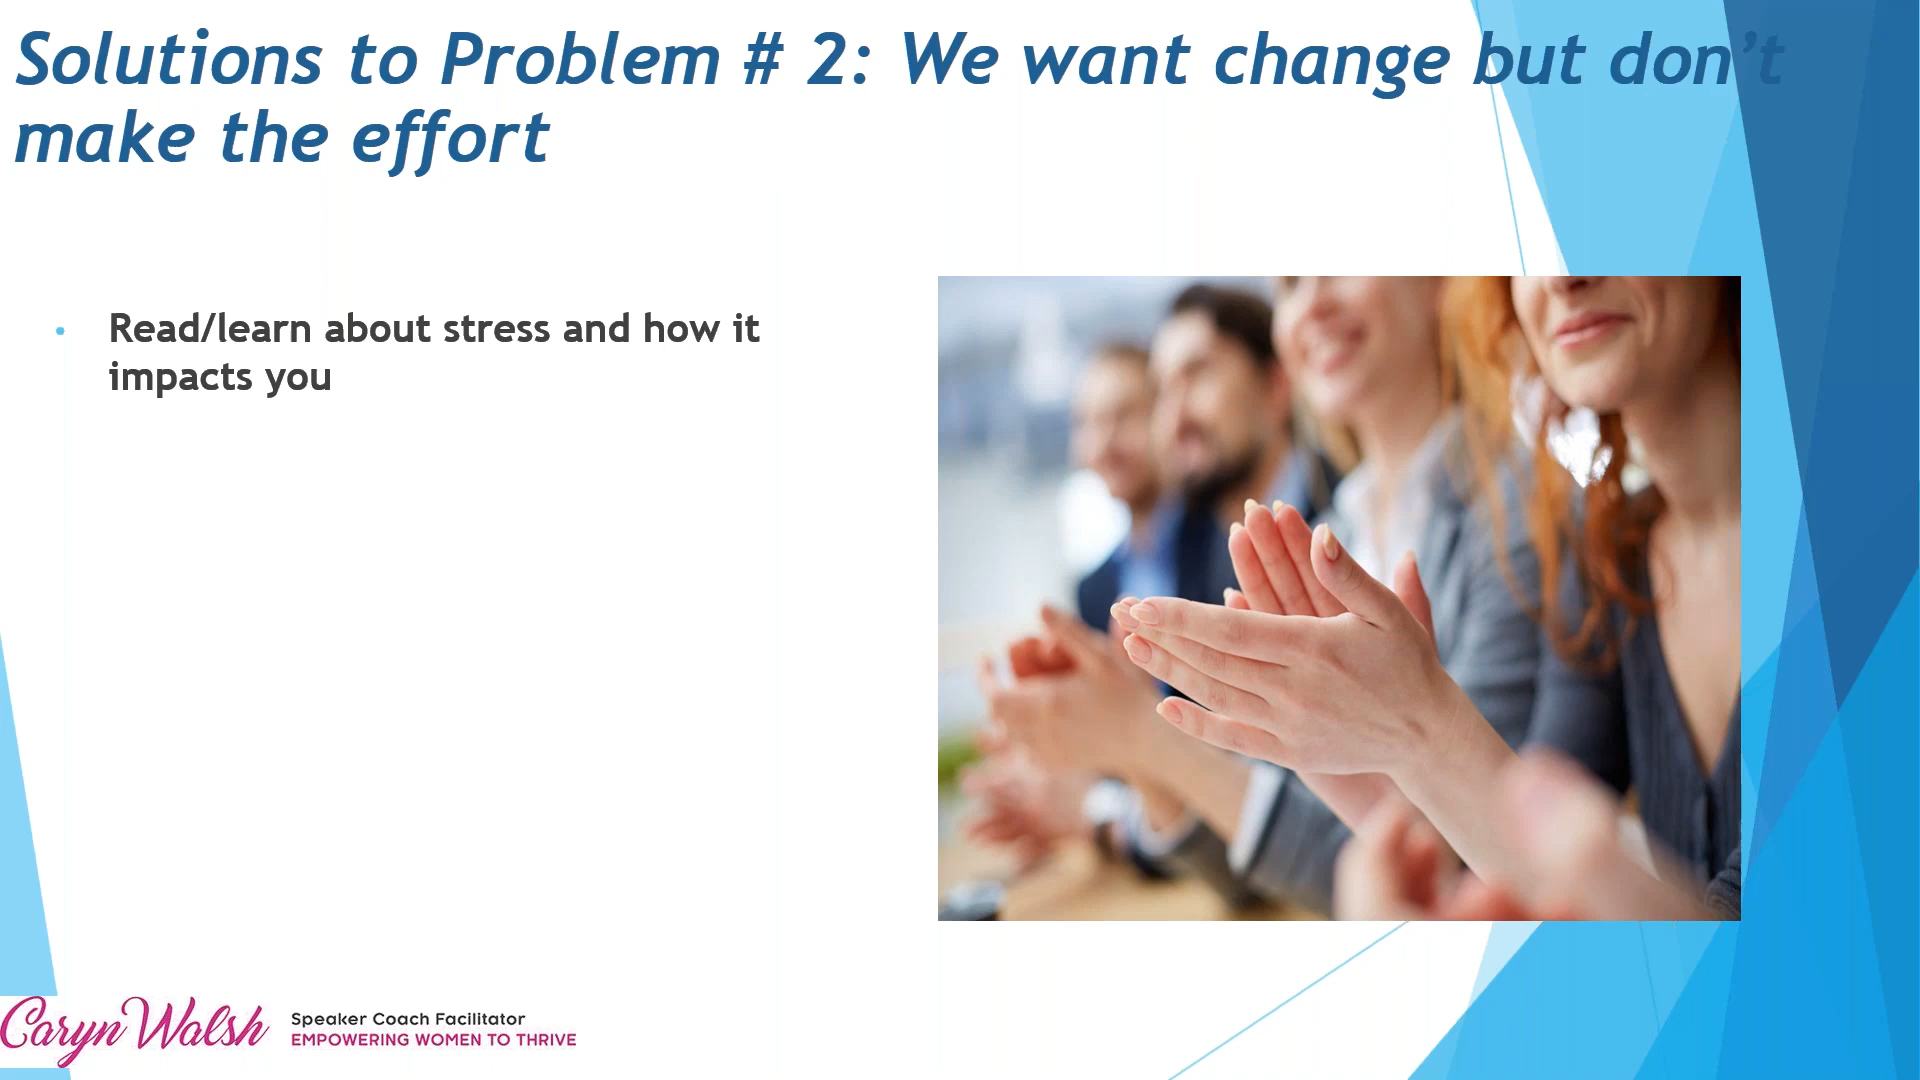 Solutions to Problem # 2: We want change but don't
make the effort
• Read/learn about stress and how it
impacts you
Caryn Walsh
Speaker Coach Facilitator
EMPOWERING WOMEN TO THRIVE